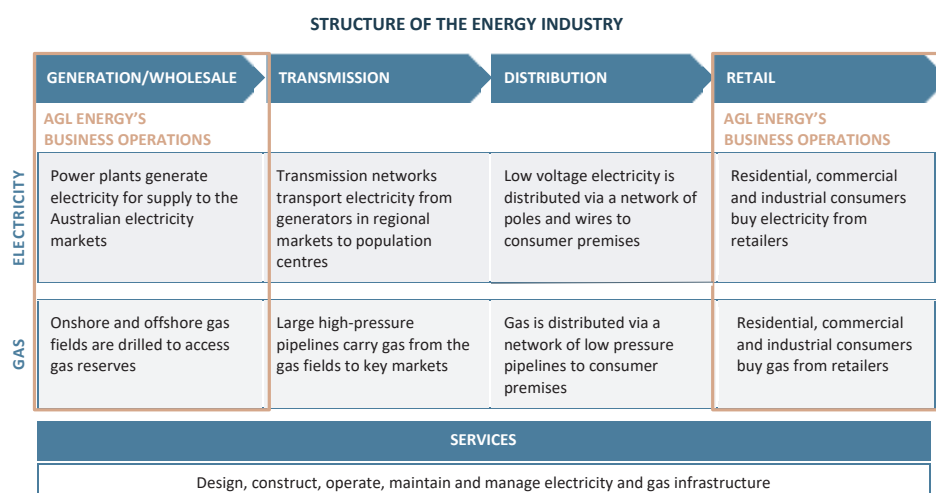 STRUCTURE OF THE ENERGY INDUSTRY
GENERATION/WHOLESALE
TRANSMISSION
DISTRIBUTION
RETAIL
AGL ENERGY'S
BUSINESS OPERATIONS
AGL ENERGY'S
BUSINESS OPERATIONS
ELECTRICITY
Power plants generate
electricity for supply to the
Australian electricity
markets
Transmission networks
transport electricity from
generators in regional
markets to population
centres
Low voltage electricity is
distributed via a network of
poles and wires to
consumer premises
Residential, commercial
and industrial consumers
buy electricity from
retailers
GAS
Onshore and offshore gas
fields are drilled to access
gas reserves
Large high-pressure
pipelines carry gas from the
gas fields to key markets
Gas is distributed via a
network of low pressure
pipelines to consumer
premises
Residential, commercial
and industrial consumers
buy gas from retailers
SERVICES
Design, construct, operate, maintain and manage electricity and gas infrastructure